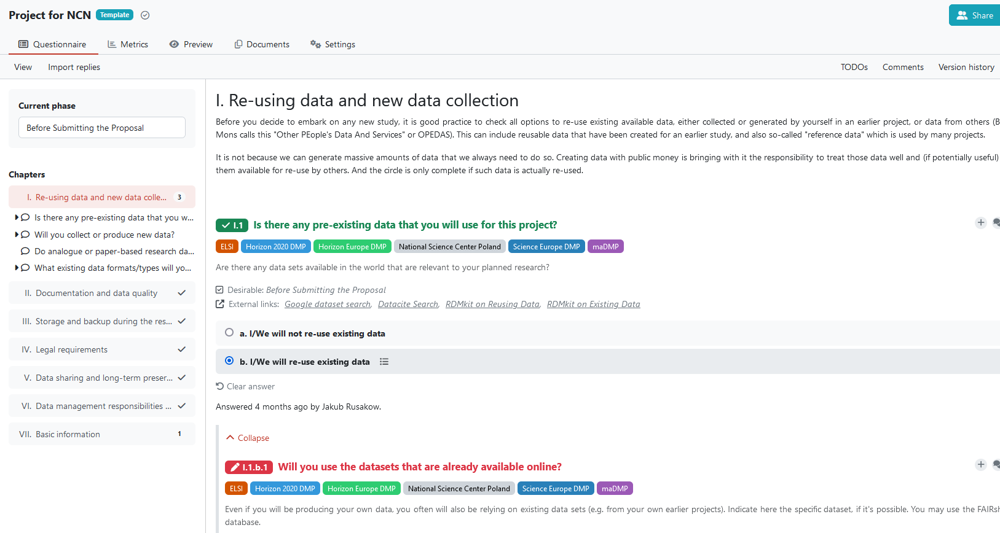 Project for NCN Template
Share
Questionnaire Metrics Preview Documents Settings
View Import replies TODOs Comments Version history
Current phase
Before Submitting the Proposal
Chapters
I. Re-using data and new data colle... 3
Is there any pre-existing data that you w...
Will you collect or produce new data?
Do analogue or paper-based research da...
What existing data formats/types will yo...
II. Documentation and data quality
III. Storage and backup during the res...
IV. Legal requirements
V. Data sharing and long-term preser...
VI. Data management responsibilities ...
VII. Basic information 1
I. Re-using data and new data collection
Before you decide to embark on any new study, it is good practice to check all options to re-use existing available data, either collected or generated by yourself in an earlier project, or data from others (B
Mons calls this "Other PEople's Data And Services" or OPEDAS). This can include reusable data that have been created for an earlier study, and also so-called "reference data" which is used by many projects.
It is not because we can generate massive amounts of data that we always need to do so. Creating data with public money is bringing with it the responsibility to treat those data well and (if potentially useful)
them available for re-use by others. And the circle is only complete if such data is actually re-used.
I.1 Is there any pre-existing data that you will use for this project?
ELSI Horizon 2020 DMP Horizon Europe DMP National Science Center Poland Science Europe DMP maDMP
Are there any data sets available in the world that are relevant to your planned research?
Desirable: Before Submitting the Proposal
External links: Google dataset search, Datacite Search, RDMkit on Reusing Data, RDMkit on Existing Data
a. I/We will not re-use existing data
b. I/We will re-use existing data
Clear answer
Answered 4 months ago by Jakub Rusakow.
Collapse
I.1.b.1 Will you use the datasets that are already available online?
ELSI Horizon 2020 DMP Horizon Europe DMP National Science Center Poland Science Europe DMP maDMP
Even if you will be producing your own data, you often will also be relying on existing data sets (e.g. from your own earlier projects). Indicate here the specific dataset, if it's possible. You may use the FAIRsh
database.